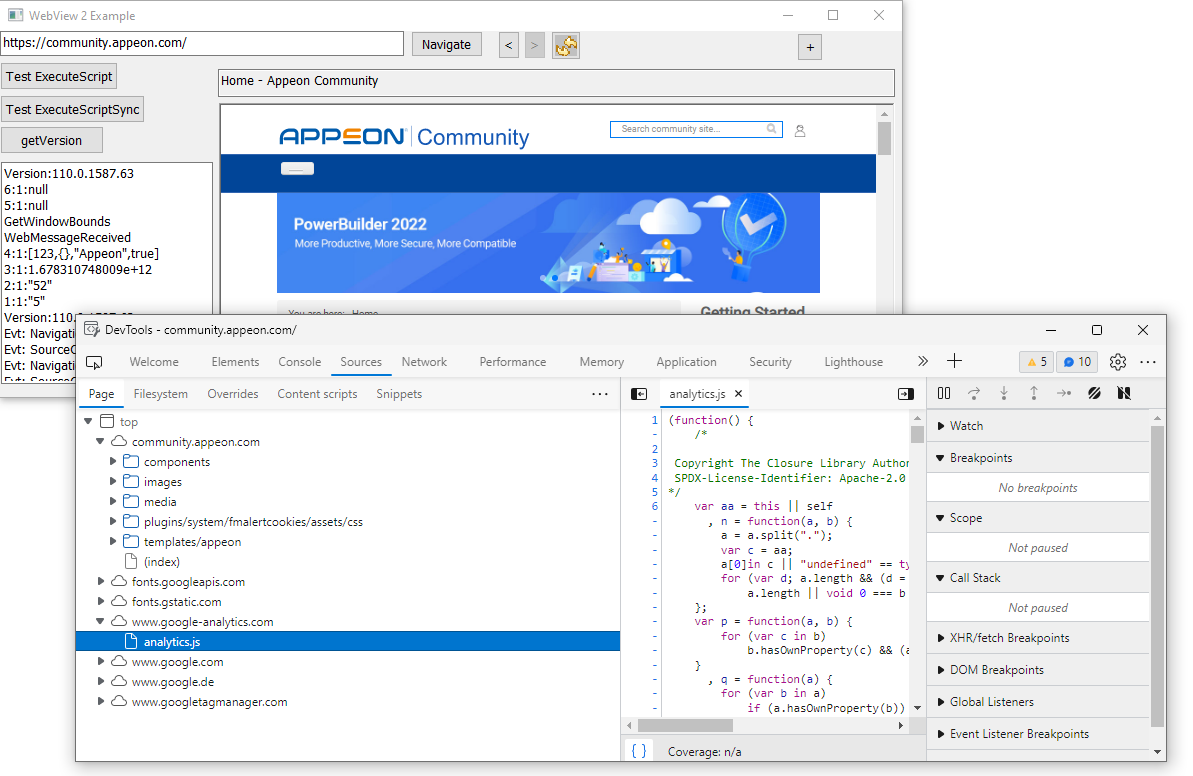 WebView 2 Example
https://community.appeon.com/
Navigate
<
>
+
Test ExecuteScript
Test ExecuteScriptSync
getVersion
Home - Appeon Community
APPEON Community
Search community site...
PowerBuilder 2022
More Productive, More Secure, More Compatible
You are here: Home
Getting Started
Version:110.0.1587.63
6:1:null
5:1:null
GetWindowBounds
WebMessageReceived
4:1:[123,{},"Appeon",true]
3:1:1.678310748009e+12
2:1:"52"
1:1:"5"
Evt: Navigati
Evt: SourceC
Evt: Navigati
DevTools - community.appeon.com/
Welcome Elements Console Sources Network Performance Memory Application Security Lighthouse
5
10
Page Filesystem Overrides Content scripts Snippets
top
community.appeon.com
components
images
media
plugins/system/fmalertcookies/assets/css
templates/appeon
(index)
fonts.googleapis.com
fonts.gstatic.com
www.google-analytics.com
analytics.js
www.google.com
www.google.de
www.googletagmanager.com
analytics.js
1 (function() {
- /*
2
3 Copyright The Closure Library Author
4 SPDX-License-Identifier: Apache-2.0
5 */
6 var aa = this || self
- , n = function(a, b) {
- a = a.split(".");
- var c = aa;
- a[0]in c || "undefined" == ty
- for (var d; a.length && (d =
- a.length || void 0 === b
- };
- var p = function(a, b) {
- for (var c in b)
- b.hasOwnProperty(c) && (a
- }
- , q = function(a) {
- for (var b in a)
- if (a.hasOwnProperty(b))
{ }
Coverage: n/a
Watch
Breakpoints
No breakpoints
Scope
Not paused
Call Stack
Not paused
XHR/fetch Breakpoints
DOM Breakpoints
Global Listeners
Event Listener Breakpoints